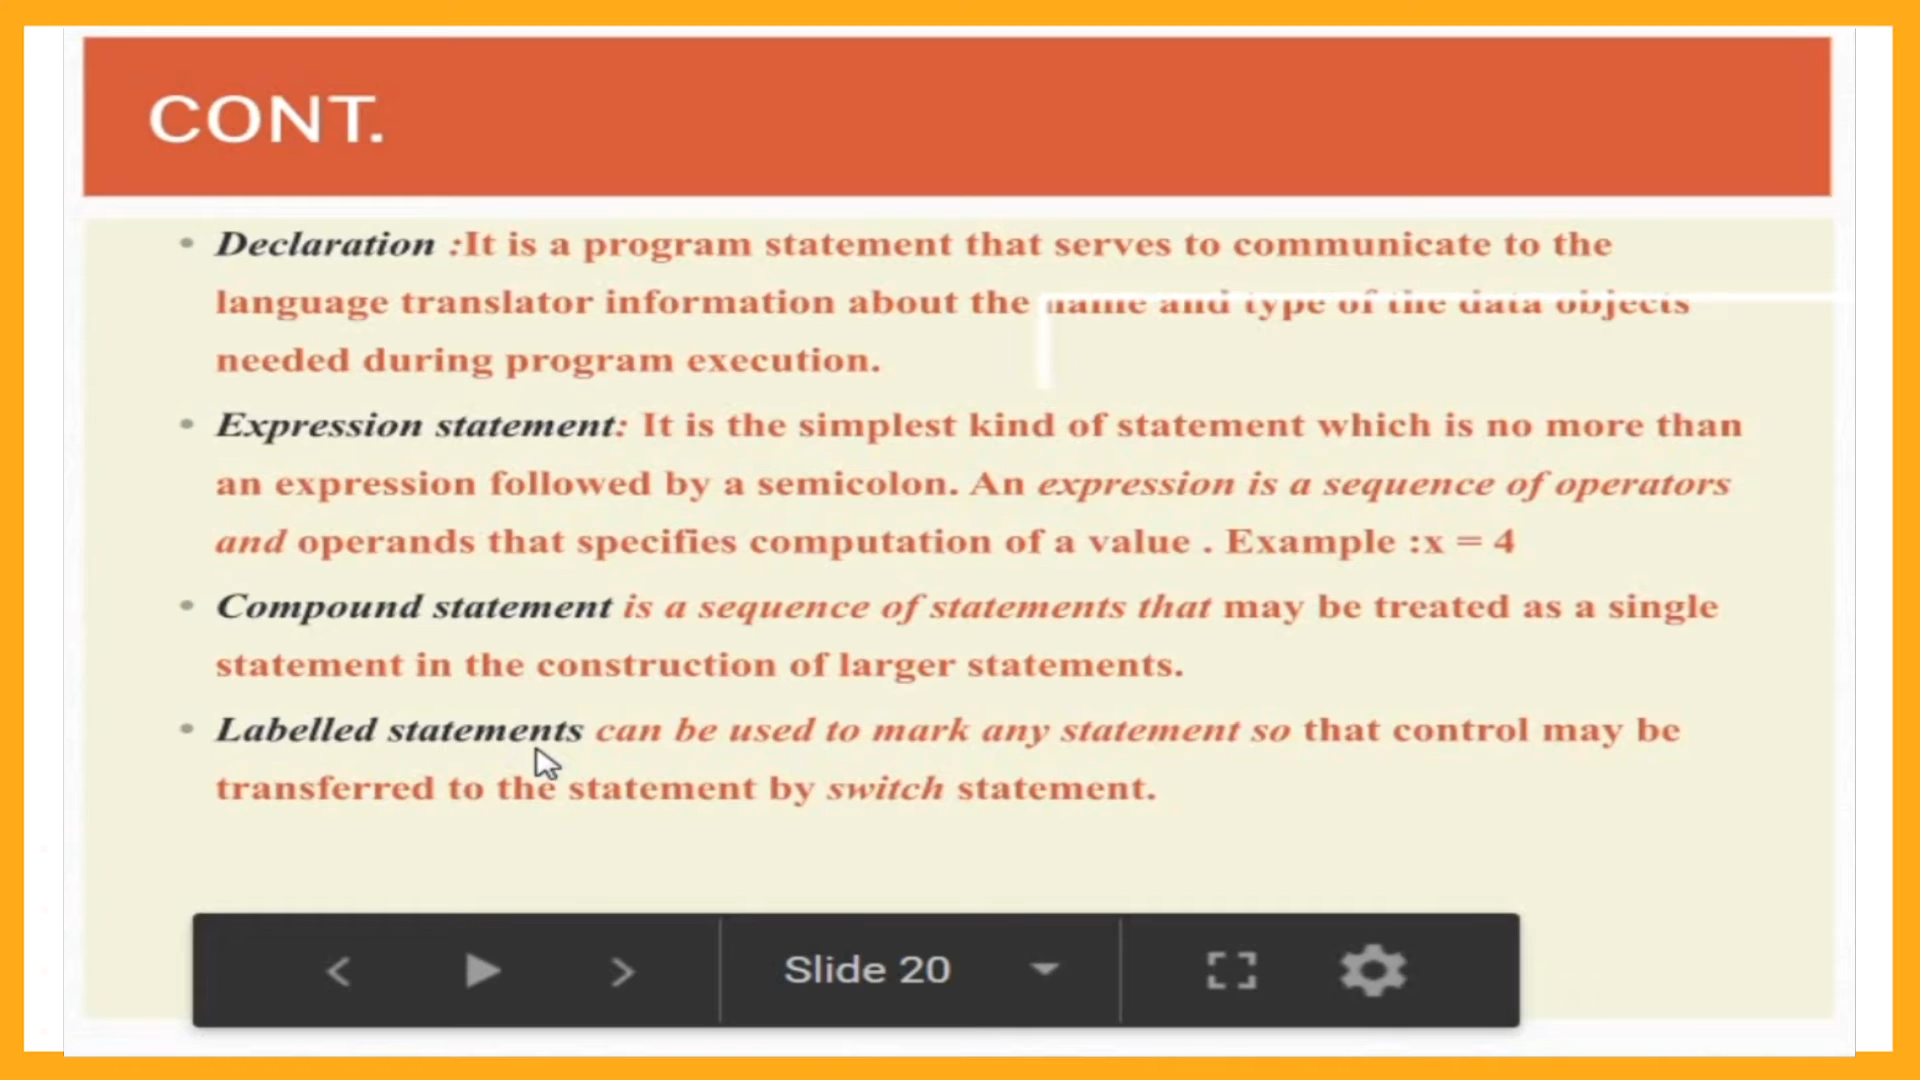 CONT.
• Declaration :It is a program statement that serves to communicate to the
language translator information about the name and type of the data objects
needed during program execution.
• Expression statement: It is the simplest kind of statement which is no more than
an expression followed by a semicolon. An expression is a sequence of operators
and operands that specifies computation of a value . Example :x = 4
• Compound statement is a sequence of statements that may be treated as a single
statement in the construction of larger statements.
• Labelled statements can be used to mark any statement so that control may be
transferred to the statement by switch statement.
Slide 20